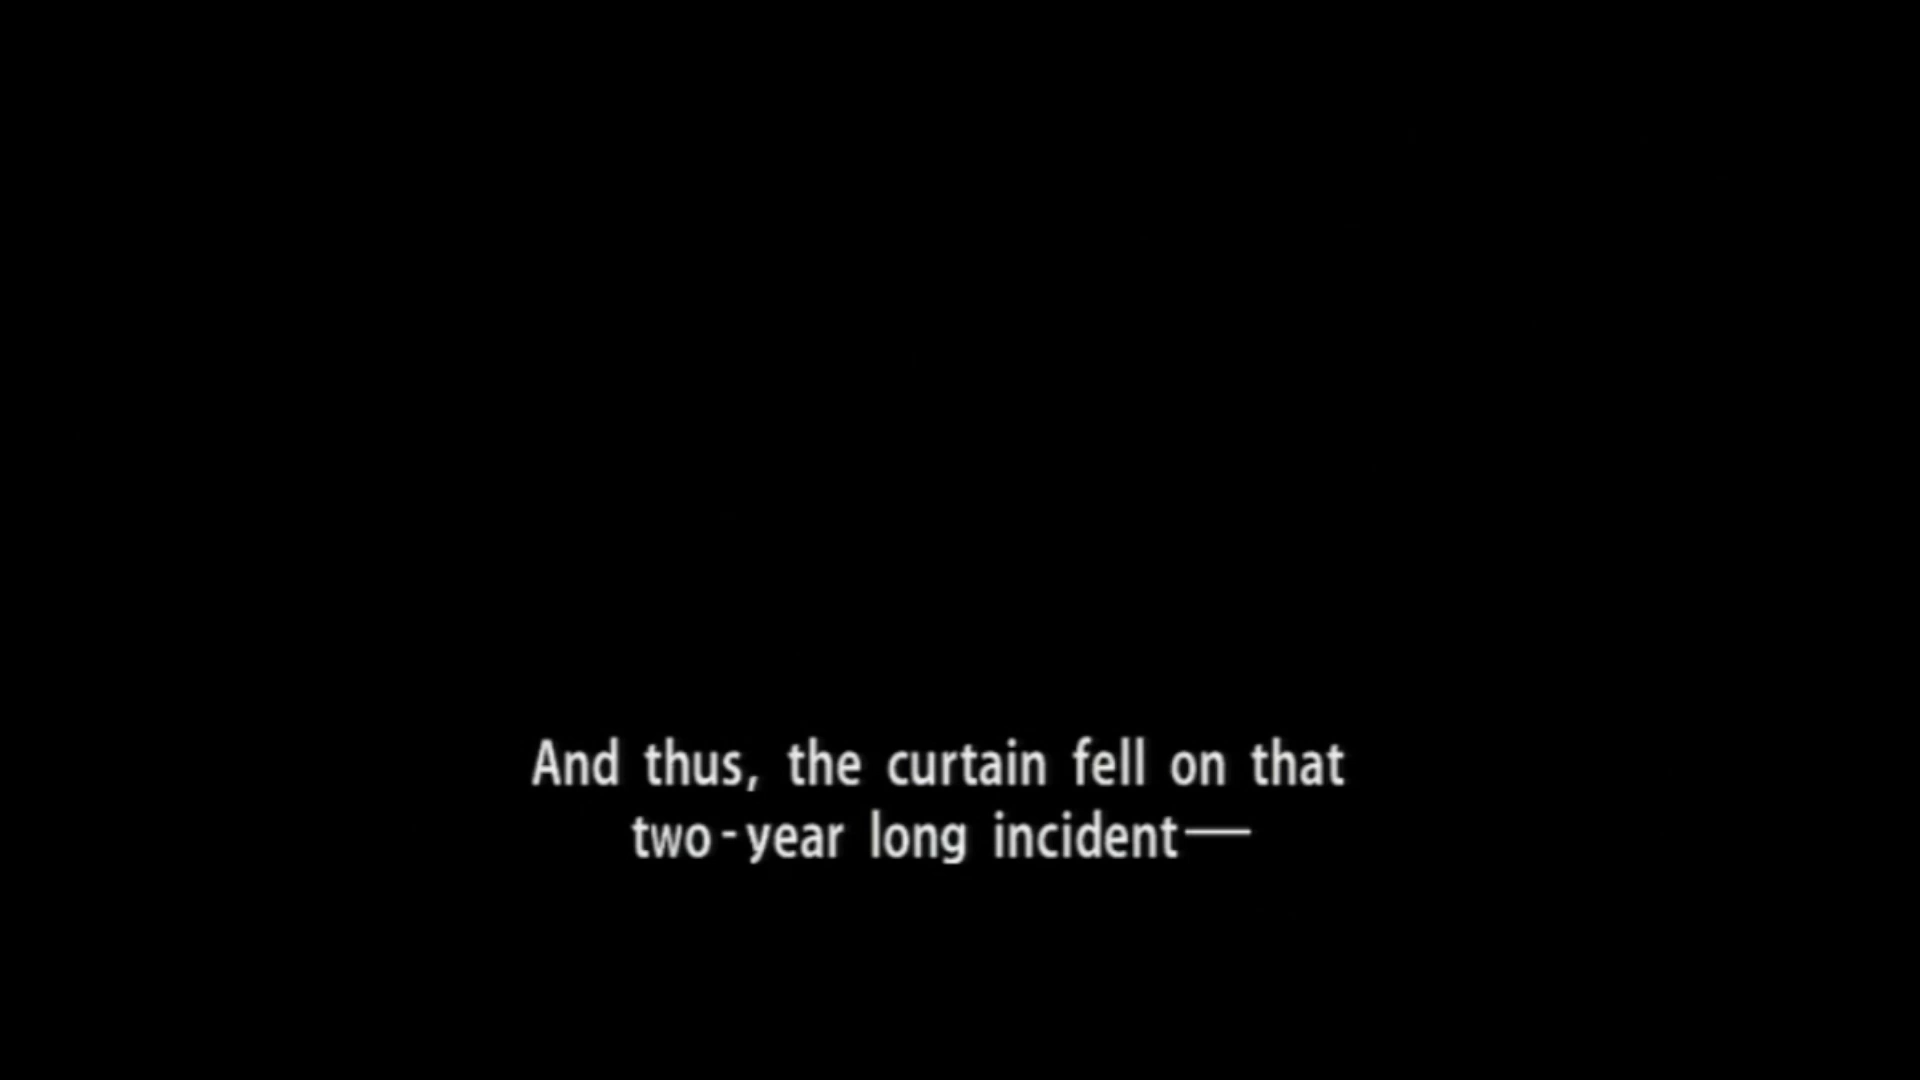 And thus, the curtain fell on that
two-year long incident——